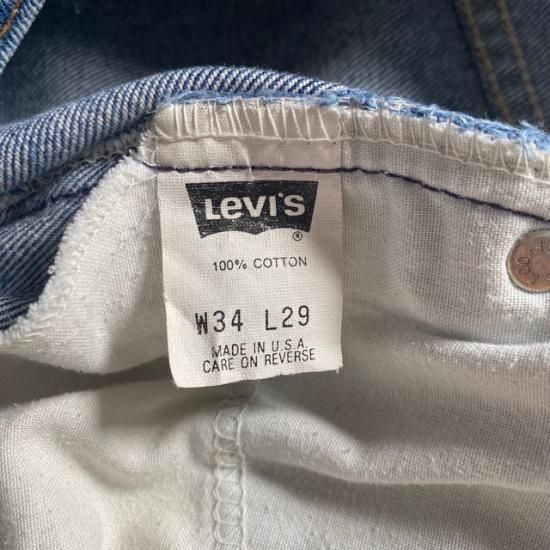 Levi's
®
100% COTTON
W34 L29
MADE IN U.S.A.
CARE ON REVERSE